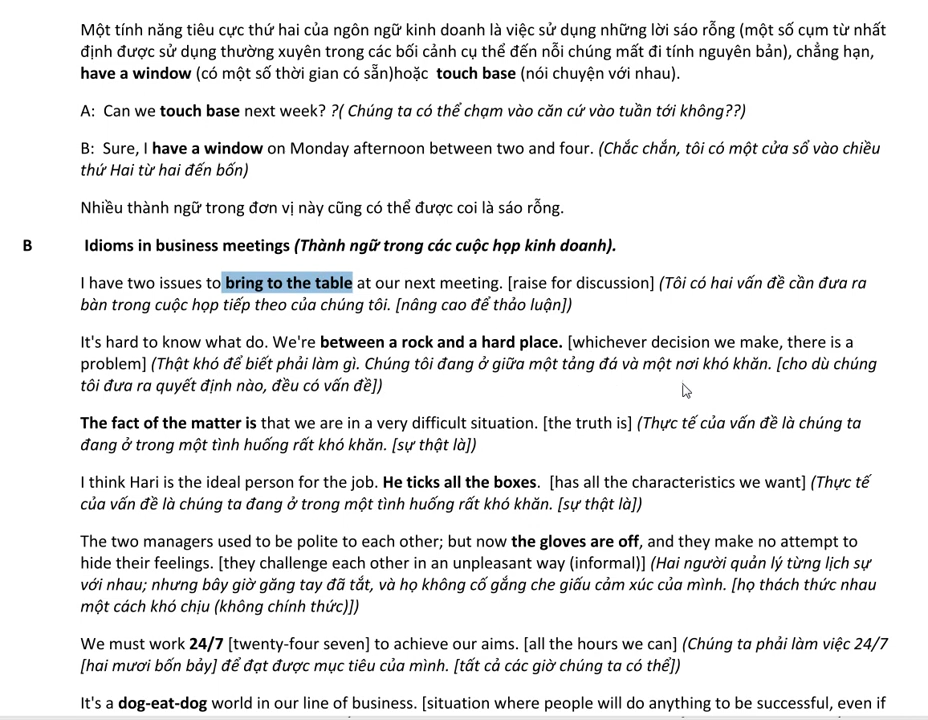 Một tính năng tiêu cực thứ hai của ngôn ngữ kinh doanh là việc sử dụng những lời sáo rỗng (một số cụm từ nhất
định được sử dụng thường xuyên trong các bối cảnh cụ thể đến nỗi chúng mất đi tính nguyên bản), chẳng hạn,
have a window (có một số thời gian có sẵn)hoặc touch base (nói chuyện với nhau).
A: Can we touch base next week? ?( Chúng ta có thể chạm vào căn cứ vào tuần tới không??)
B: Sure, I have a window on Monday afternoon between two and four. (Chắc chắn, tôi có một cửa sổ vào chiều
thứ Hai từ hai đến bốn)
Nhiều thành ngữ trong đơn vị này cũng có thể được coi là sáo rỗng.
B Idioms in business meetings (Thành ngữ trong các cuộc họp kinh doanh).
I have two issues to bring to the table at our next meeting. [raise for discussion] (Tôi có hai vấn đề cần đưa ra
bàn trong cuộc họp tiếp theo của chúng tôi. [nâng cao để thảo luận])
It's hard to know what do. We're between a rock and a hard place. [whichever decision we make, there is a
problem] (Thật khó để biết phải làm gì. Chúng tôi đang ở giữa một tảng đá và một nơi khó khăn. [cho dù chúng
tôi đưa ra quyết định nào, đều có vấn đề])
The fact of the matter is that we are in a very difficult situation. [the truth is] (Thực tế của vấn đề là chúng ta
đang ở trong một tình huống rất khó khăn. [sự thật là])
I think Hari is the ideal person for the job. He ticks all the boxes. [has all the characteristics we want] (Thực tế
của vấn đề là chúng ta đang ở trong một tình huống rất khó khăn. [sự thật là])
The two managers used to be polite to each other; but now the gloves are off, and they make no attempt to
hide their feelings. [they challenge each other in an unpleasant way (informal)] (Hai người quản lý từng lịch sự
với nhau; nhưng bây giờ găng tay đã tắt, và họ không cố gắng che giấu cảm xúc của mình. [họ thách thức nhau
một cách khó chịu (không chính thức)])
We must work 24/7 [twenty-four seven] to achieve our aims. [all the hours we can] (Chúng ta phải làm việc 24/7
[hai mươi bốn bảy] để đạt được mục tiêu của mình. [tất cả các giờ chúng ta có thể])
It's a dog-eat-dog world in our line of business. [situation where people will do anything to be successful, even if